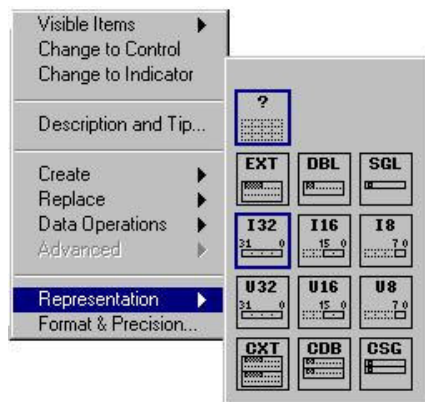 Visible Items
Change to Control
Change to Indicator
Description and Tip...
Create
Replace
Data Operations
Advanced
Representation
Format & Precision...
?
EXT DBL SGL
I32 I16 I8
31 0 15 0 7 0
U32 U16 U8
31 0 15 0 7 0
CXT CDB CSG